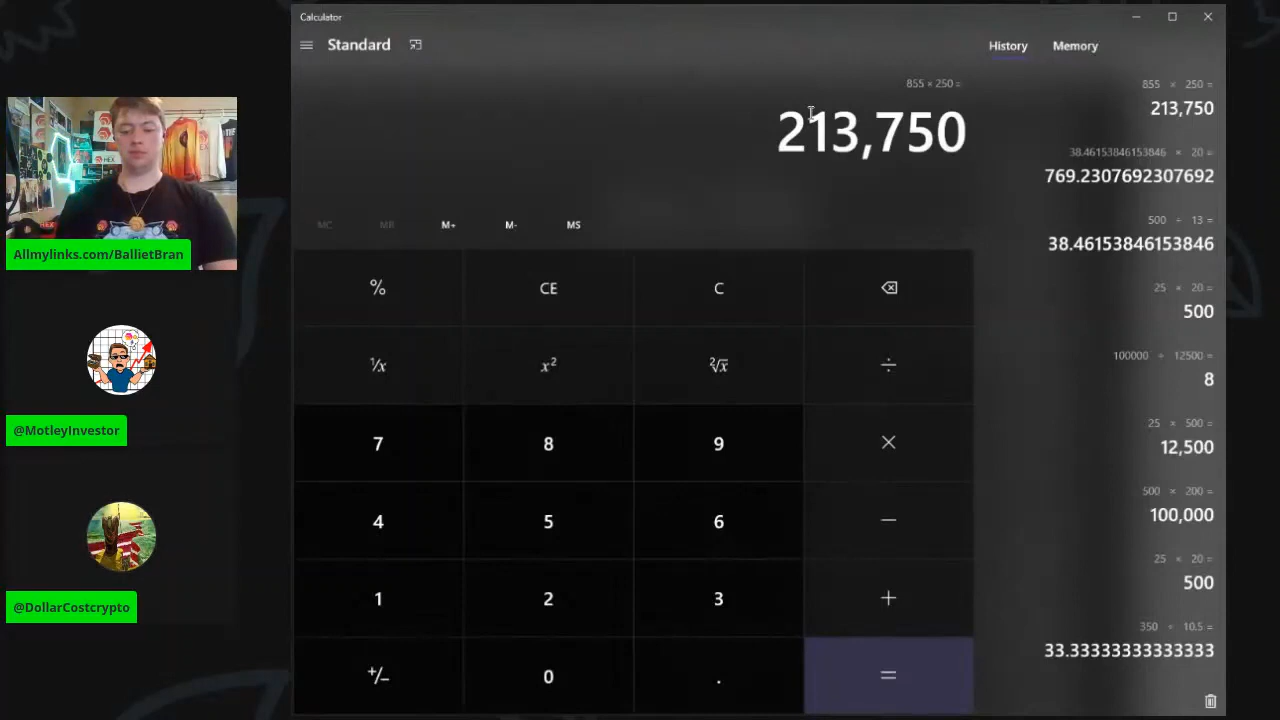 Calculator
Standard
History
Memory
855 × 250 =
213,750
MC
MR
M+
M-
MS
%
CE
C
⌫
¹/x
x²
²√x
÷
7
8
9
×
4
5
6
−
1
2
3
+
+/−
0
.
=
855 × 250 =
213,750
38.46153846153846 × 20 =
769.2307692307692
500 ÷ 13 =
38.46153846153846
25 × 20 =
500
100000 ÷ 12500 =
8
25 × 500 =
12,500
500 × 200 =
100,000
25 × 20 =
500
350 ÷ 10.5 =
33.33333333333333
HEX
Allmylinks.com/BallietBran
@MotleyInvestor
@DollarCostcrypto